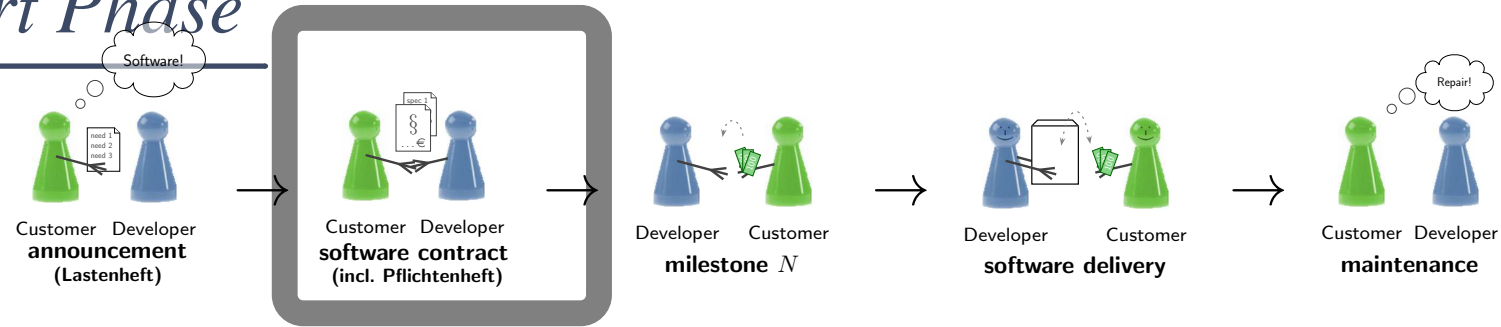 rt Phase
Software!
need 1
need 2
need 3
Customer Developer
announcement
(Lastenheft)
spec 1
§
.... €
Customer Developer
software contract
(incl. Pflichtenheft)
Developer Customer
milestone N
Developer Customer
software delivery
Repair!
Customer Developer
maintenance